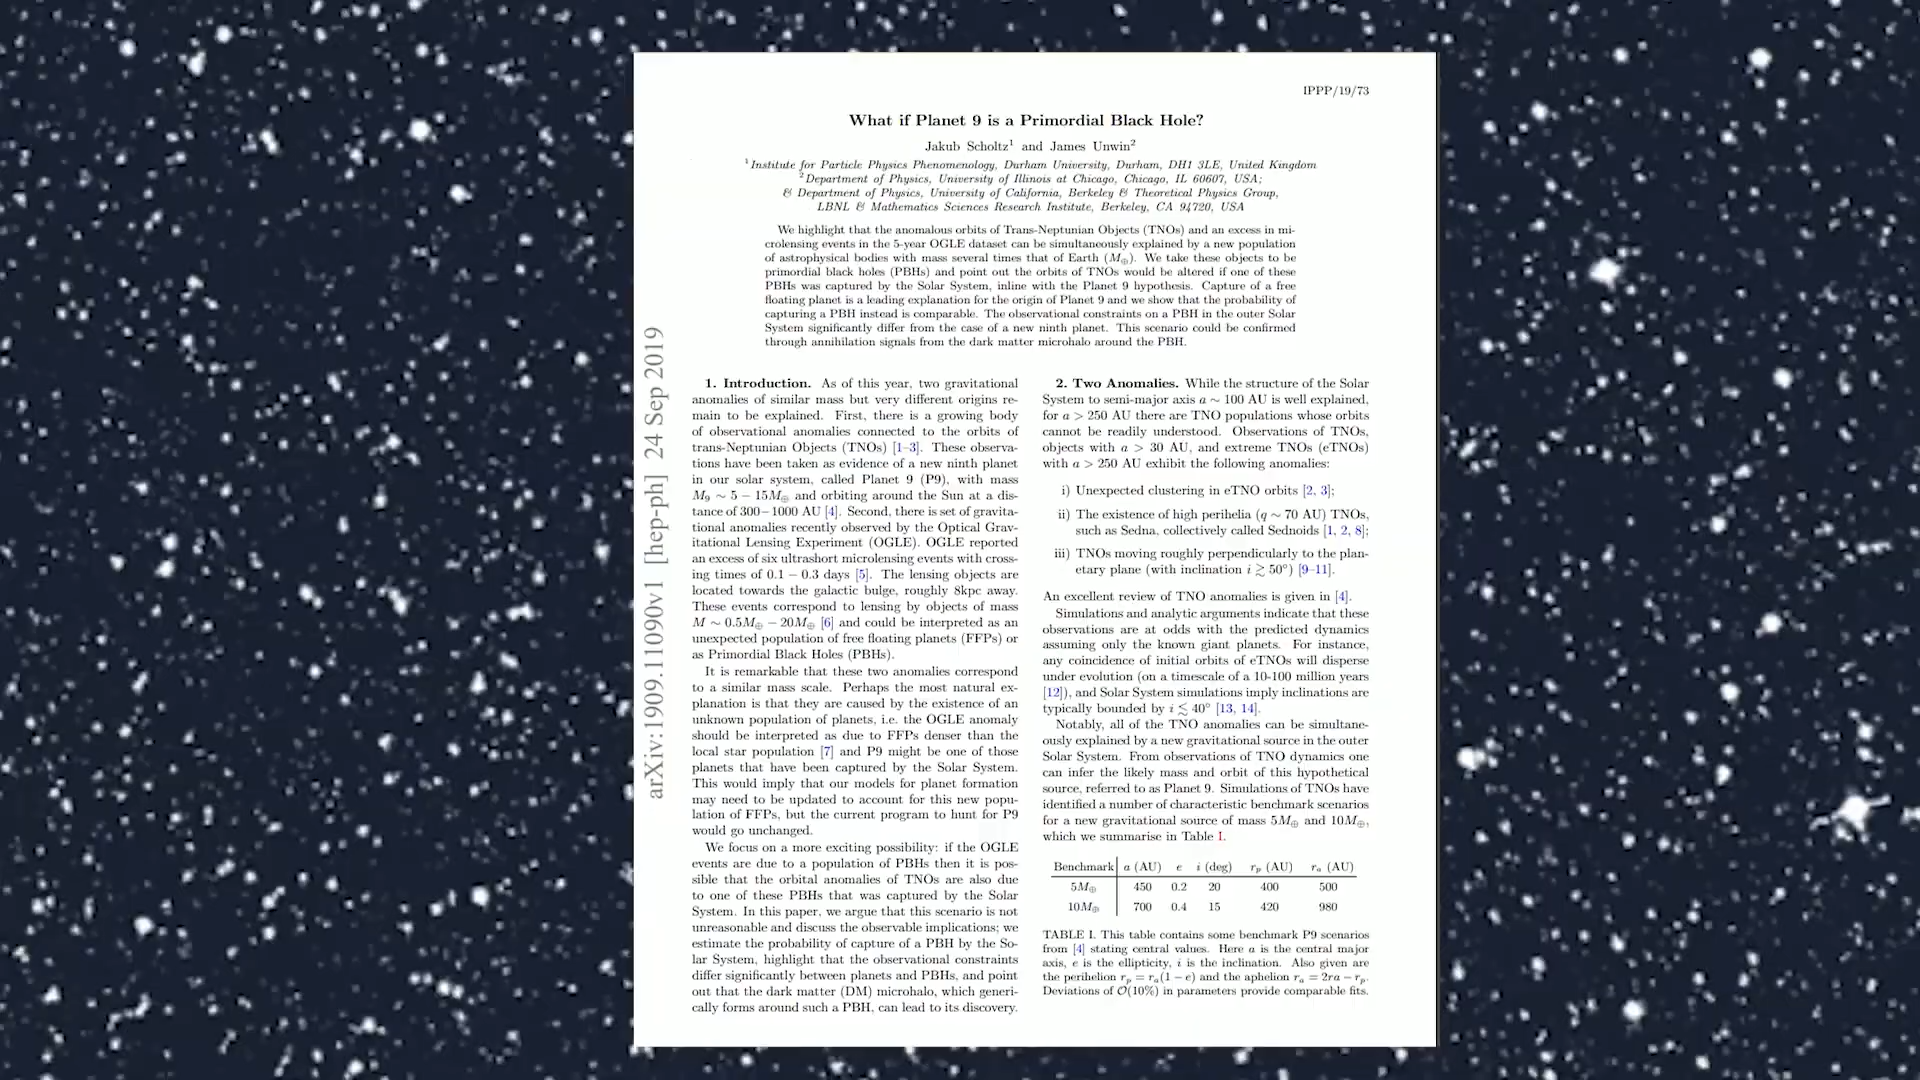 IPPP/19/73
What if Planet 9 is a Primordial Black Hole?
Jakub Scholtz¹ and James Unwin²
¹Institute for Particle Physics Phenomenology, Durham University, Durham, DH1 3LE, United Kingdom
²Department of Physics, University of Illinois at Chicago, Chicago, IL 60607, USA;
& Department of Physics, University of California, Berkeley & Theoretical Physics Group,
LBNL & Mathematics Sciences Research Institute, Berkeley, CA 94720, USA
We highlight that the anomalous orbits of Trans-Neptunian Objects (TNOs) and an excess in mi-
crolensing events in the 5-year OGLE dataset can be simultaneously explained by a new population
of astrophysical bodies with mass several times that of Earth (M⊕). We take these objects to be
primordial black holes (PBHs) and point out the orbits of TNOs would be altered if one of these
PBHs was captured by the Solar System, inline with the Planet 9 hypothesis. Capture of a free
floating planet is a leading explanation for the origin of Planet 9 and we show that the probability of
capturing a PBH instead is comparable. The observational constraints on a PBH in the outer Solar
System significantly differ from the case of a new ninth planet. This scenario could be confirmed
through annihilation signals from the dark matter microhalo around the PBH.
arXiv:1909.11090v1 [hep-ph] 24 Sep 2019
1. Introduction. As of this year, two gravitational
anomalies of similar mass but very different origins re-
main to be explained. First, there is a growing body
of observational anomalies connected to the orbits of
trans-Neptunian Objects (TNOs) [1–3]. These observa-
tions have been taken as evidence of a new ninth planet
in our solar system, called Planet 9 (P9), with mass
M₉ ∼ 5 − 15M⊕ and orbiting around the Sun at a dis-
tance of 300−1000 AU [4]. Second, there is set of gravita-
tional anomalies recently observed by the Optical Grav-
itational Lensing Experiment (OGLE). OGLE reported
an excess of six ultrashort microlensing events with cross-
ing times of 0.1 − 0.3 days [5]. The lensing objects are
located towards the galactic bulge, roughly 8kpc away.
These events correspond to lensing by objects of mass
M ∼ 0.5M⊕ − 20M⊕ [6] and could be interpreted as an
unexpected population of free floating planets (FFPs) or
as Primordial Black Holes (PBHs).
It is remarkable that these two anomalies correspond
to a similar mass scale. Perhaps the most natural ex-
planation is that they are caused by the existence of an
unknown population of planets, i.e. the OGLE anomaly
should be interpreted as due to FFPs denser than the
local star population [7] and P9 might be one of those
planets that have been captured by the Solar System.
This would imply that our models for planet formation
may need to be updated to account for this new popu-
lation of FFPs, but the current program to hunt for P9
would go unchanged.
We focus on a more exciting possibility: if the OGLE
events are due to a population of PBHs then it is pos-
sible that the orbital anomalies of TNOs are also due
to one of these PBHs that was captured by the Solar
System. In this paper, we argue that this scenario is not
unreasonable and discuss the observable implications; we
estimate the probability of capture of a PBH by the So-
lar System, highlight that the observational constraints
differ significantly between planets and PBHs, and point
out that the dark matter (DM) microhalo, which generi-
cally forms around such a PBH, can lead to its discovery.
2. Two Anomalies. While the structure of the Solar
System to semi-major axis a ∼ 100 AU is well explained,
for a > 250 AU there are TNO populations whose orbits
cannot be readily understood. Observations of TNOs,
objects with a > 30 AU, and extreme TNOs (eTNOs)
with a > 250 AU exhibit the following anomalies:
i) Unexpected clustering in eTNO orbits [2, 3];
ii) The existence of high perihelia (q ∼ 70 AU) TNOs,
such as Sedna, collectively called Sednoids [1, 2, 8];
iii) TNOs moving roughly perpendicularly to the plan-
etary plane (with inclination i ≳ 50°) [9–11].
An excellent review of TNO anomalies is given in [4].
Simulations and analytic arguments indicate that these
observations are at odds with the predicted dynamics
assuming only the known giant planets. For instance,
any coincidence of initial orbits of eTNOs will disperse
under evolution (on a timescale of a 10-100 million years
[12]), and Solar System simulations imply inclinations are
typically bounded by i ≲ 40° [13, 14].
Notably, all of the TNO anomalies can be simultane-
ously explained by a new gravitational source in the outer
Solar System. From observations of TNO dynamics one
can infer the likely mass and orbit of this hypothetical
source, referred to as Planet 9. Simulations of TNOs have
identified a number of characteristic benchmark scenarios
for a new gravitational source of mass 5M⊕ and 10M⊕,
which we summarise in Table I.
Benchmark a (AU) e i (deg) rₚ (AU) rₐ (AU)
5M⊕ 450 0.2 20 400 500
10M⊕ 700 0.4 15 420 980
TABLE I. This table contains some benchmark P9 scenarios
from [4] stating central values. Here a is the central major
axis, e is the ellipticity, i is the inclination. Also given are
the perihelion rₚ = rₐ(1 − e) and the aphelion rₐ = 2ra − rₚ.
Deviations of O(10%) in parameters provide comparable fits.